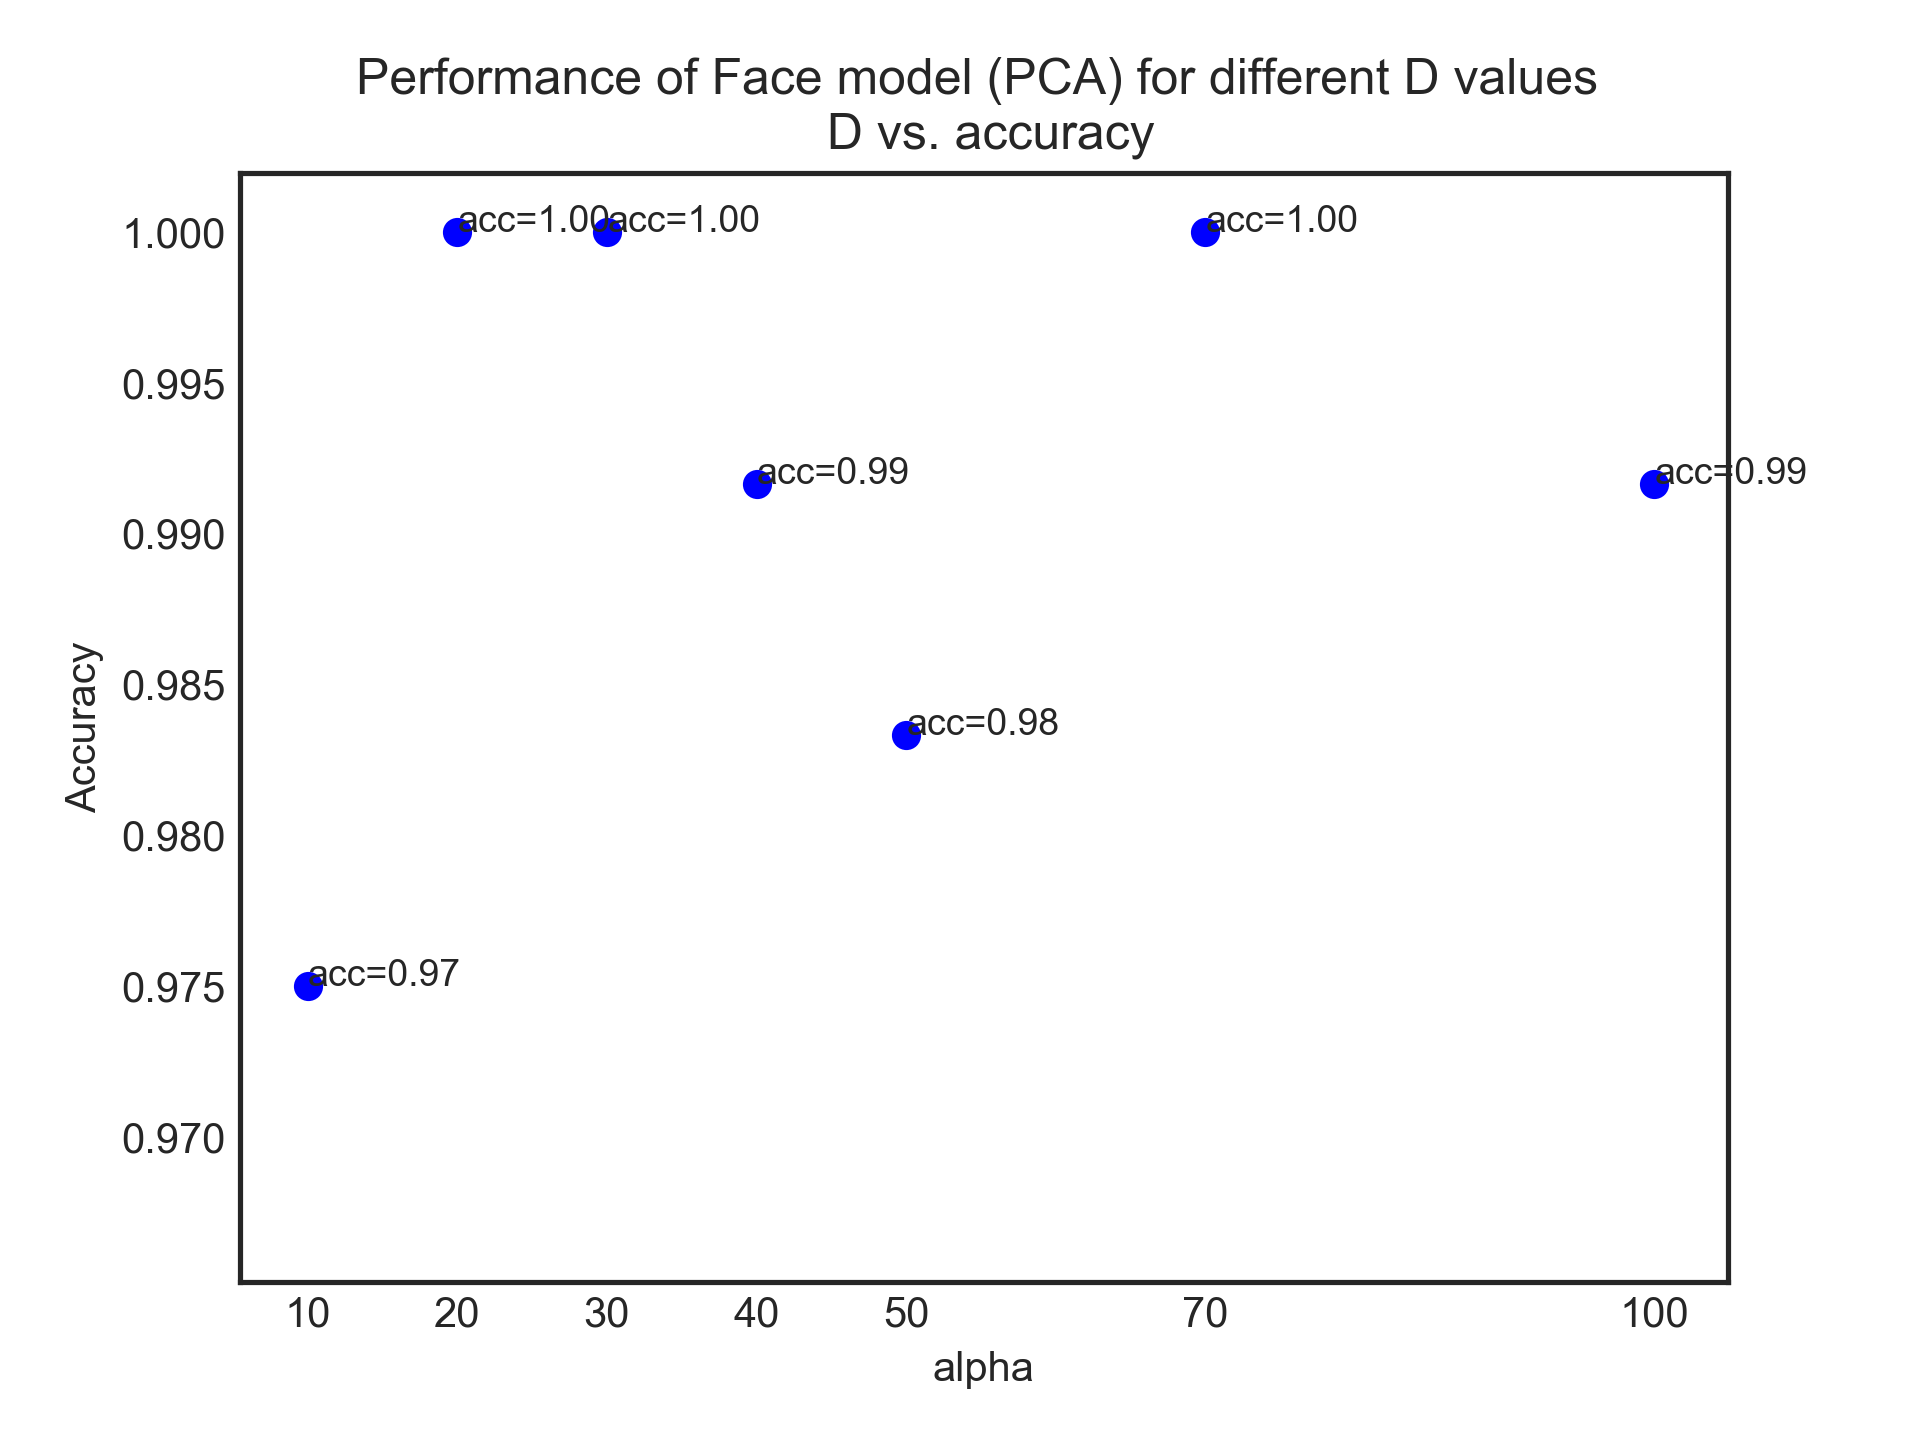 Performance of Face model (PCA) for different D values
D vs. accuracy
1.000
acc=1.00
acc=1.00
acc=1.00
0.995
acc=0.99
acc=0.99
0.990
0.985
acc=0.98
0.980
acc=0.97
0.975
0.970
Accuracy
10 20 30 40 50 70 100
alpha